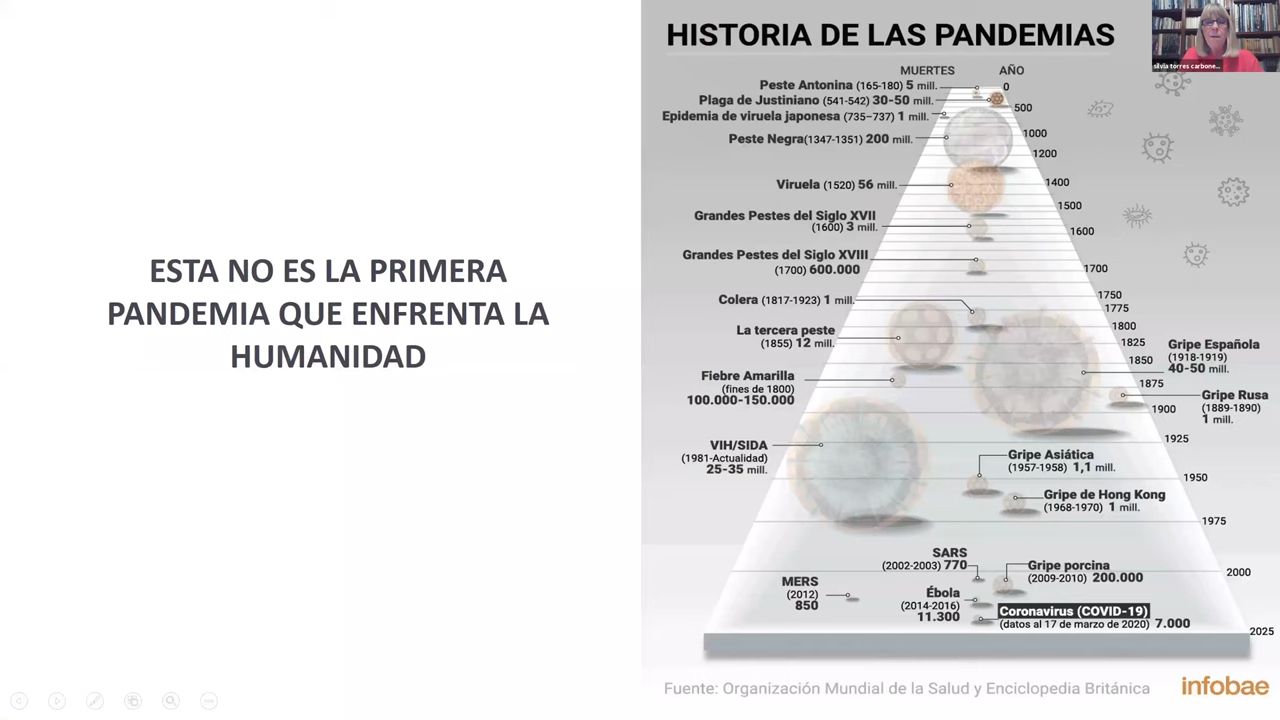 ESTA NO ES LA PRIMERA
PANDEMIA QUE ENFRENTA LA
HUMANIDAD
HISTORIA DE LAS PANDEMIAS
MUERTES
AÑO
Peste Antonina (165-180) 5 mill.
Plaga de Justiniano (541-542) 30-50 mill.
Epidemia de viruela japonesa (735–737) 1 mill.
Peste Negra(1347-1351) 200 mill.
Viruela (1520) 56 mill.
Grandes Pestes del Siglo XVII
(1600) 3 mill.
Grandes Pestes del Siglo XVIII
(1700) 600.000
Colera (1817-1923) 1 mill.
La tercera peste
(1855) 12 mill.
Fiebre Amarilla
(fines de 1800)
100.000-150.000
VIH/SIDA
(1981-Actualidad)
25-35 mill.
Gripe Española
(1918-1919)
40-50 mill.
Gripe Rusa
(1889-1890)
1 mill.
Gripe Asiática
(1957-1958) 1,1 mill.
Gripe de Hong Kong
(1968-1970) 1 mill.
SARS
(2002-2003) 770
Gripe porcina
(2009-2010) 200.000
MERS
(2012)
850
Ébola
(2014-2016)
11.300
Coronavirus (COVID-19)
(datos al 17 de marzo de 2020) 7.000
0
500
1000
1200
1400
1500
1600
1700
1750
1775
1800
1825
1850
1875
1900
1925
1950
1975
2000
2025
Fuente: Organización Mundial de la Salud y Enciclopedia Británica
infobae
silvia torres carbone...